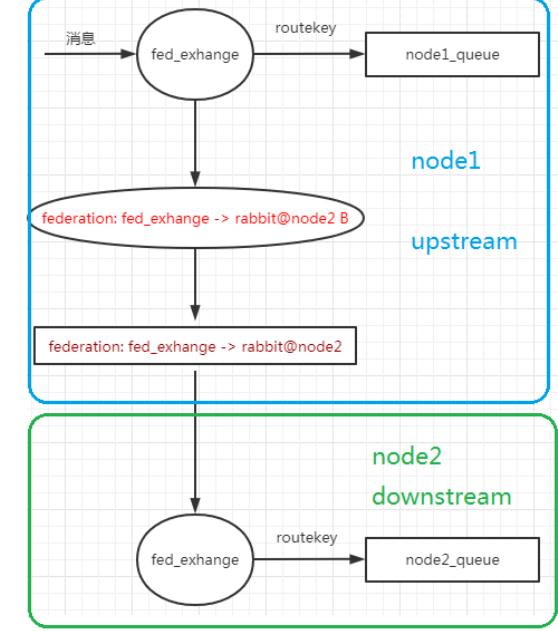 消息
fed_exhange
routekey
node1_queue
node1
federation: fed_exhange -> rabbit@node2 B
upstream
federation: fed_exhange -> rabbit@node2
node2
downstream
fed_exhange
routekey
node2_queue